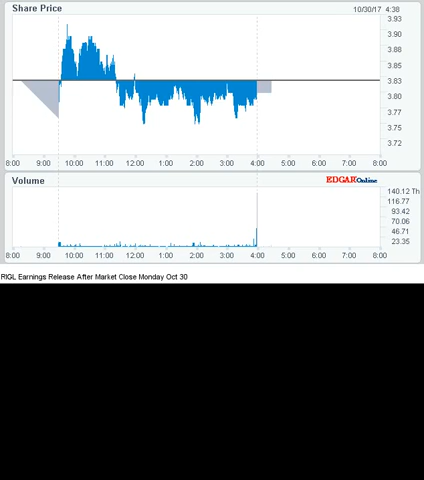 Share Price 10/30/17 4:38
3.93
3.90
3.88
3.85
3.83
3.80
3.77
3.75
3.72
8:00 9:00 10:00 11:00 12:00 1:00 2:00 3:00 4:00 5:00 6:00 7:00 8:00
Volume EDGAR Online
140.12 Th
116.77
93.42
70.06
46.71
23.35
8:00 9:00 10:00 11:00 12:00 1:00 2:00 3:00 4:00 5:00 6:00 7:00 8:00
RIGL Earnings Release After Market Close Monday Oct 30